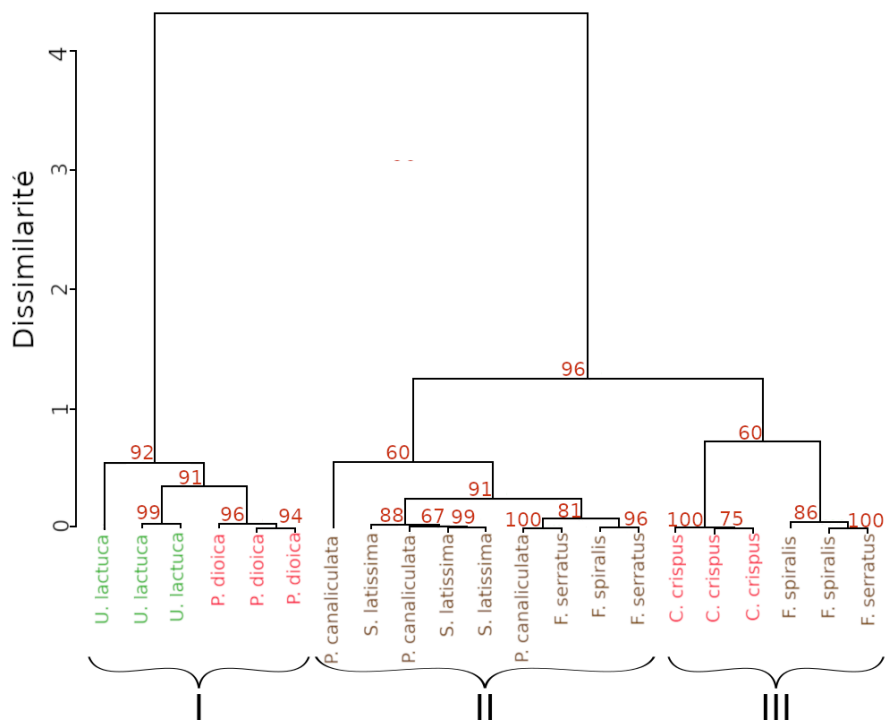 Dissimilarité
4
3
2
1
0
96
92
60
60
91
91
99
96
94
88
67
99
100
81
96
100
75
86
100
U. lactuca
U. lactuca
U. lactuca
P. dioica
P. dioica
P. dioica
P. canaliculata
S. latissima
P. canaliculata
S. latissima
S. latissima
P. canaliculata
F. serratus
F. spiralis
F. serratus
C. crispus
C. crispus
C. crispus
F. spiralis
F. spiralis
F. serratus
I
II
III